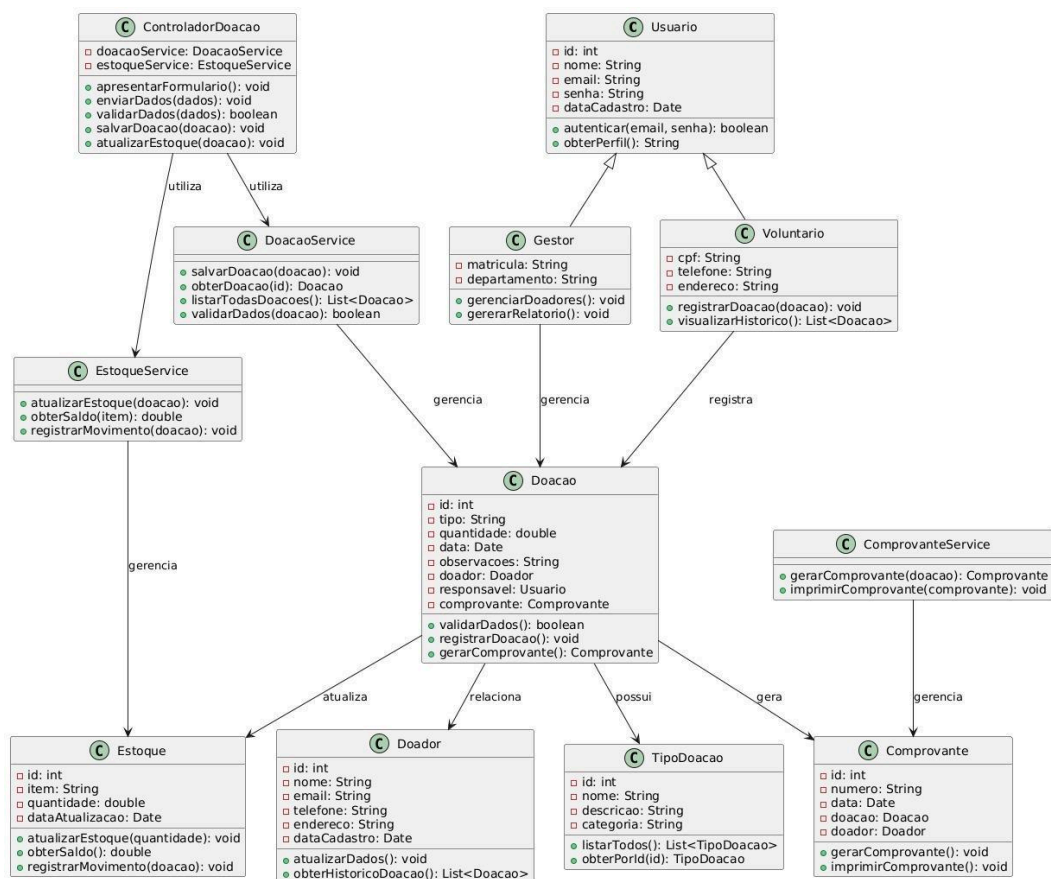 C ControladorDoacao
doacaoService: DoacaoService
estoqueService: EstoqueService
apresentarFormulario(): void
enviarDados(dados): void
validarDados(dados): boolean
salvarDoacao(doacao): void
atualizarEstoque(doacao): void
C Usuario
id: int
nome: String
email: String
senha: String
dataCadastro: Date
autenticar(email, senha): boolean
obterPerfil(): String
utiliza
utiliza
C DoacaoService
salvarDoacao(doacao): void
obterDoacao(id): Doacao
listarTodasDoacoes(): List<Doacao>
validarDados(doacao): boolean
C Gestor
matricula: String
departamento: String
gerenciarDoadores(): void
gererarRelatorio(): void
C Voluntario
cpf: String
telefone: String
endereco: String
registrarDoacao(doacao): void
visualizarHistorico(): List<Doacao>
C EstoqueService
atualizarEstoque(doacao): void
obterSaldo(item): double
registrarMovimento(doacao): void
gerencia
gerencia
registra
C Doacao
id: int
tipo: String
quantidade: double
data: Date
observacoes: String
doador: Doador
responsavel: Usuario
comprovante: Comprovante
validarDados(): boolean
registrarDoacao(): void
gerarComprovante(): Comprovante
C ComprovanteService
gerarComprovante(doacao): Comprovante
imprimirComprovante(comprovante): void
gerencia
atualiza
relaciona
possui
gera
gerencia
C Estoque
id: int
item: String
quantidade: double
dataAtualizacao: Date
atualizarEstoque(quantidade): void
obterSaldo(): double
registrarMovimento(doacao): void
C Doador
id: int
nome: String
email: String
telefone: String
endereco: String
dataCadastro: Date
atualizarDados(): void
obterHistoricoDoacao(): List<Doacao>
C TipoDoacao
id: int
nome: String
descricao: String
categoria: String
listarTodos(): List<TipoDoacao>
obterPorId(id): TipoDoacao
C Comprovante
id: int
numero: String
data: Date
doacao: Doacao
doador: Doador
gerarComprovante(): void
imprimirComprovante(): void